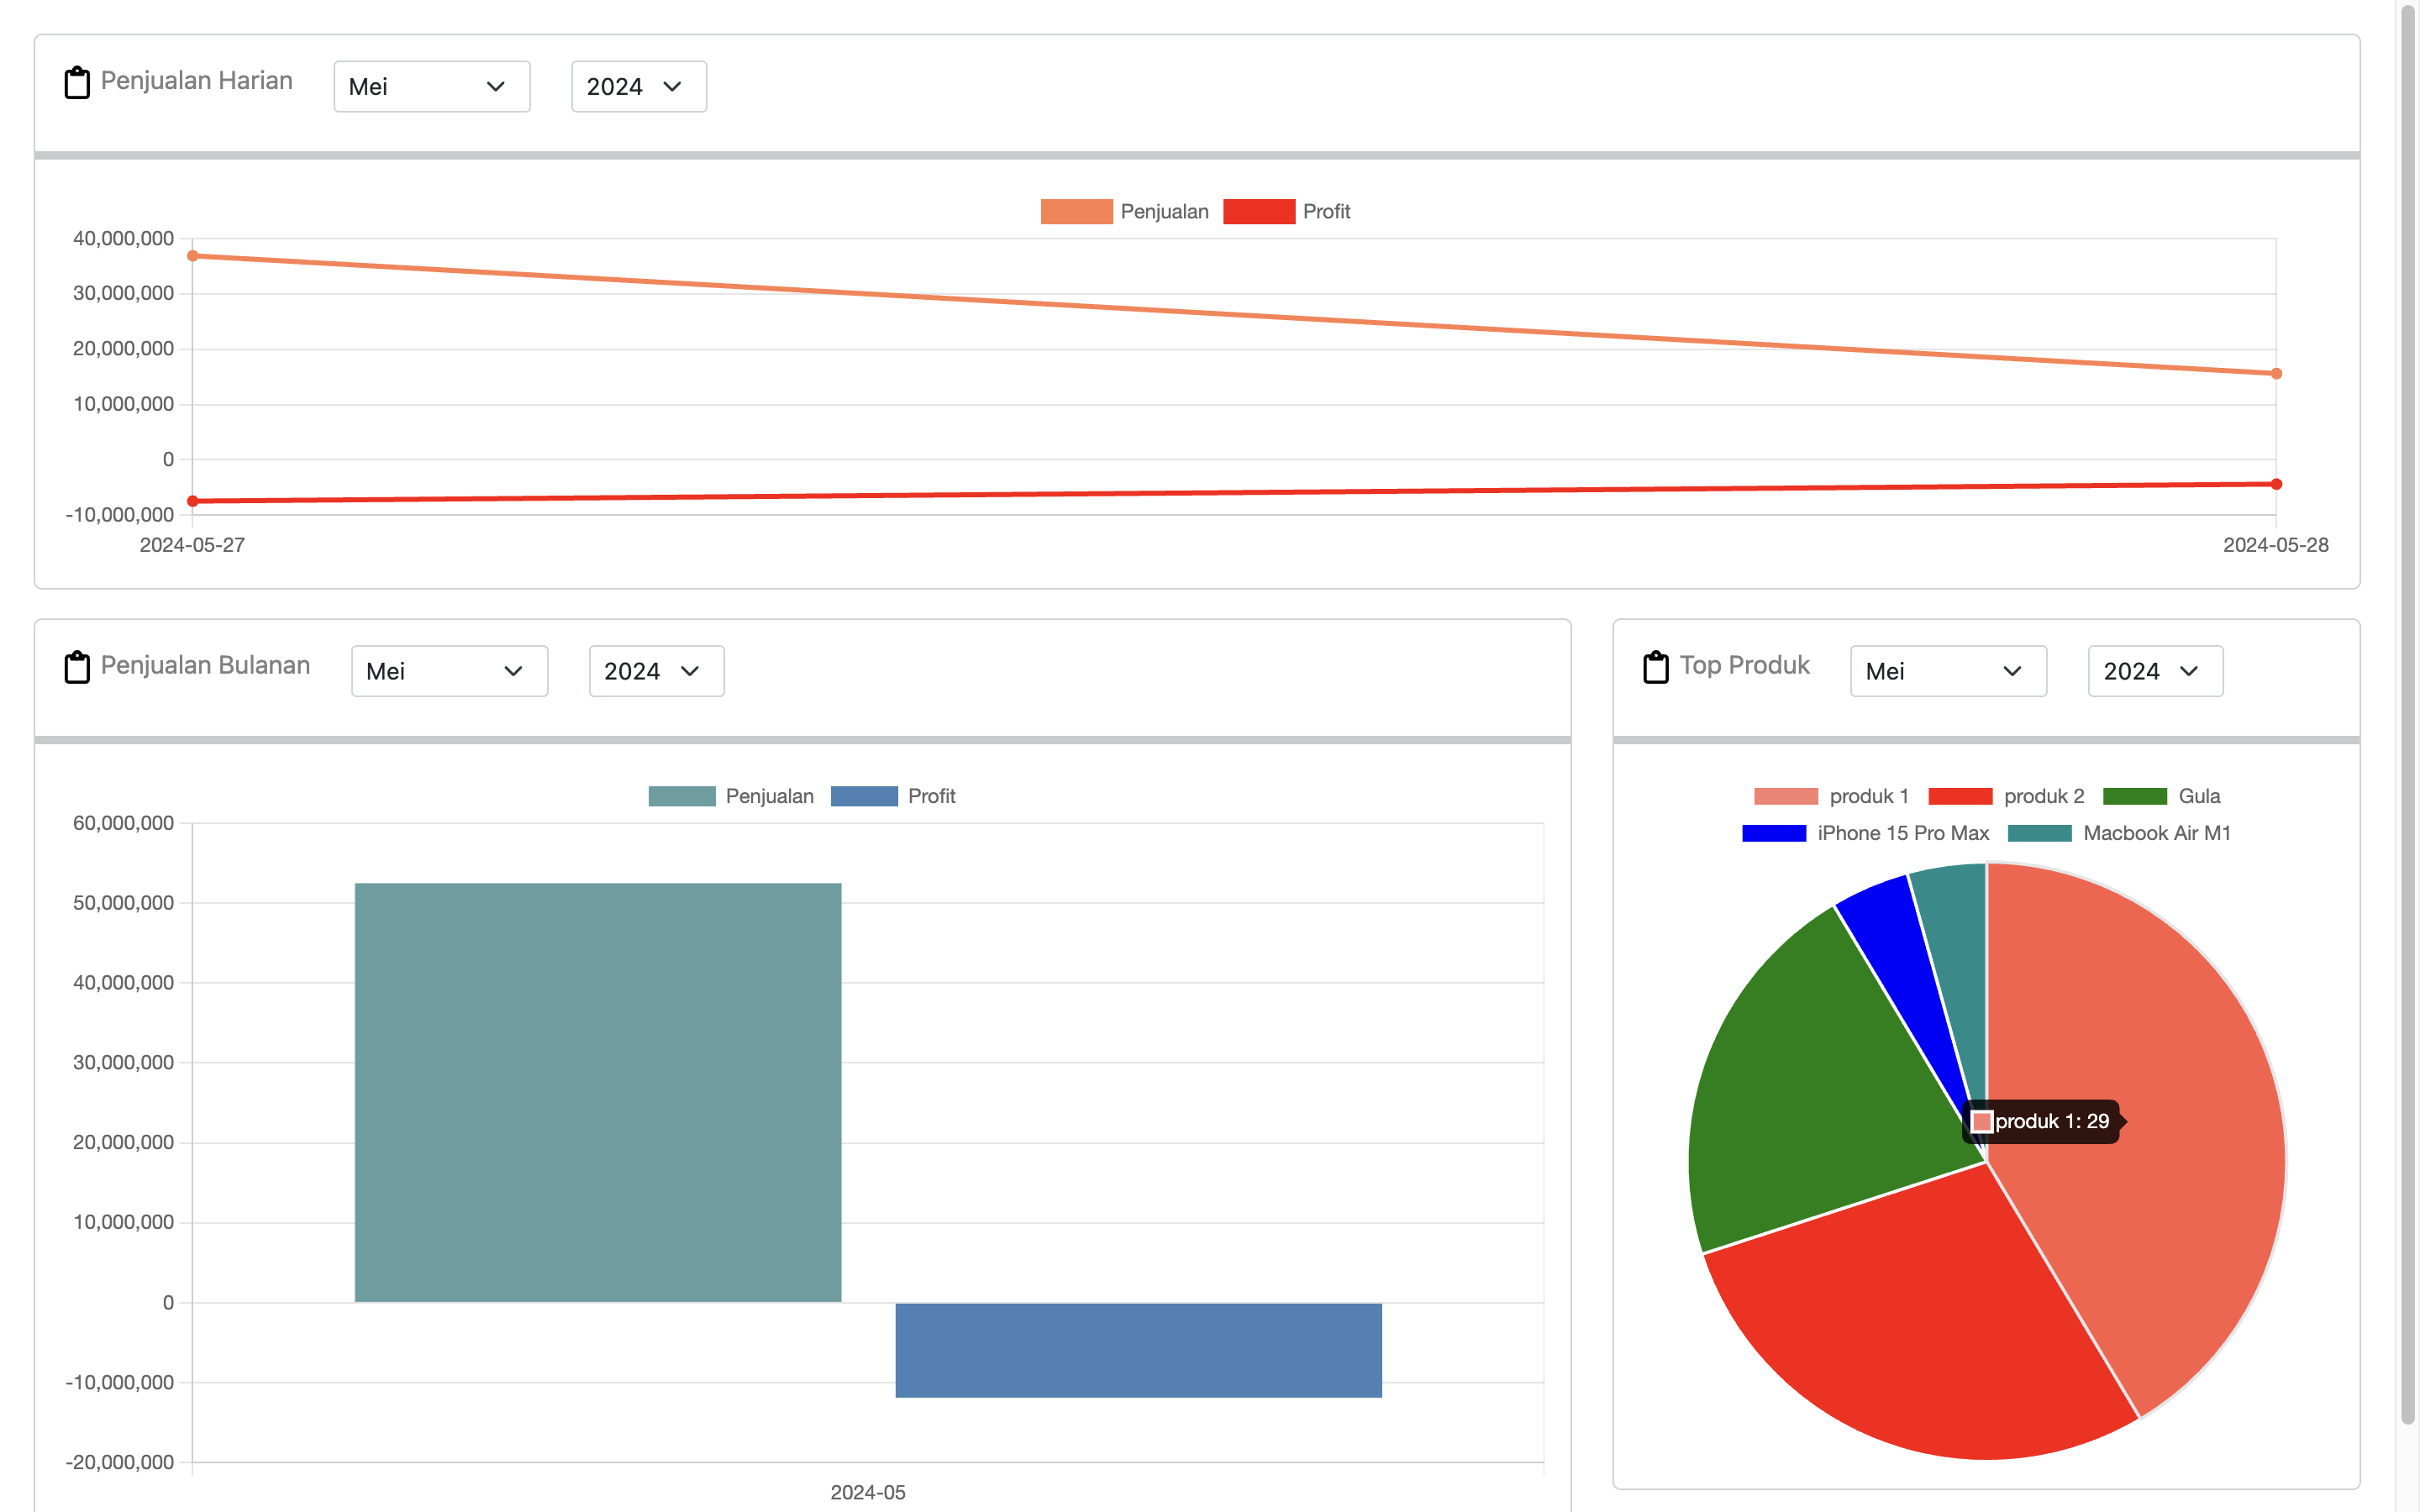 Penjualan Harian Mei 2024
Penjualan Profit
40,000,000
30,000,000
20,000,000
10,000,000
0
-10,000,000
2024-05-27 2024-05-28
Penjualan Bulanan Mei 2024
Penjualan Profit
60,000,000
50,000,000
40,000,000
30,000,000
20,000,000
10,000,000
0
-10,000,000
-20,000,000
2024-05
Top Produk Mei 2024
produk 1 produk 2 Gula
iPhone 15 Pro Max Macbook Air M1
produk 1: 29